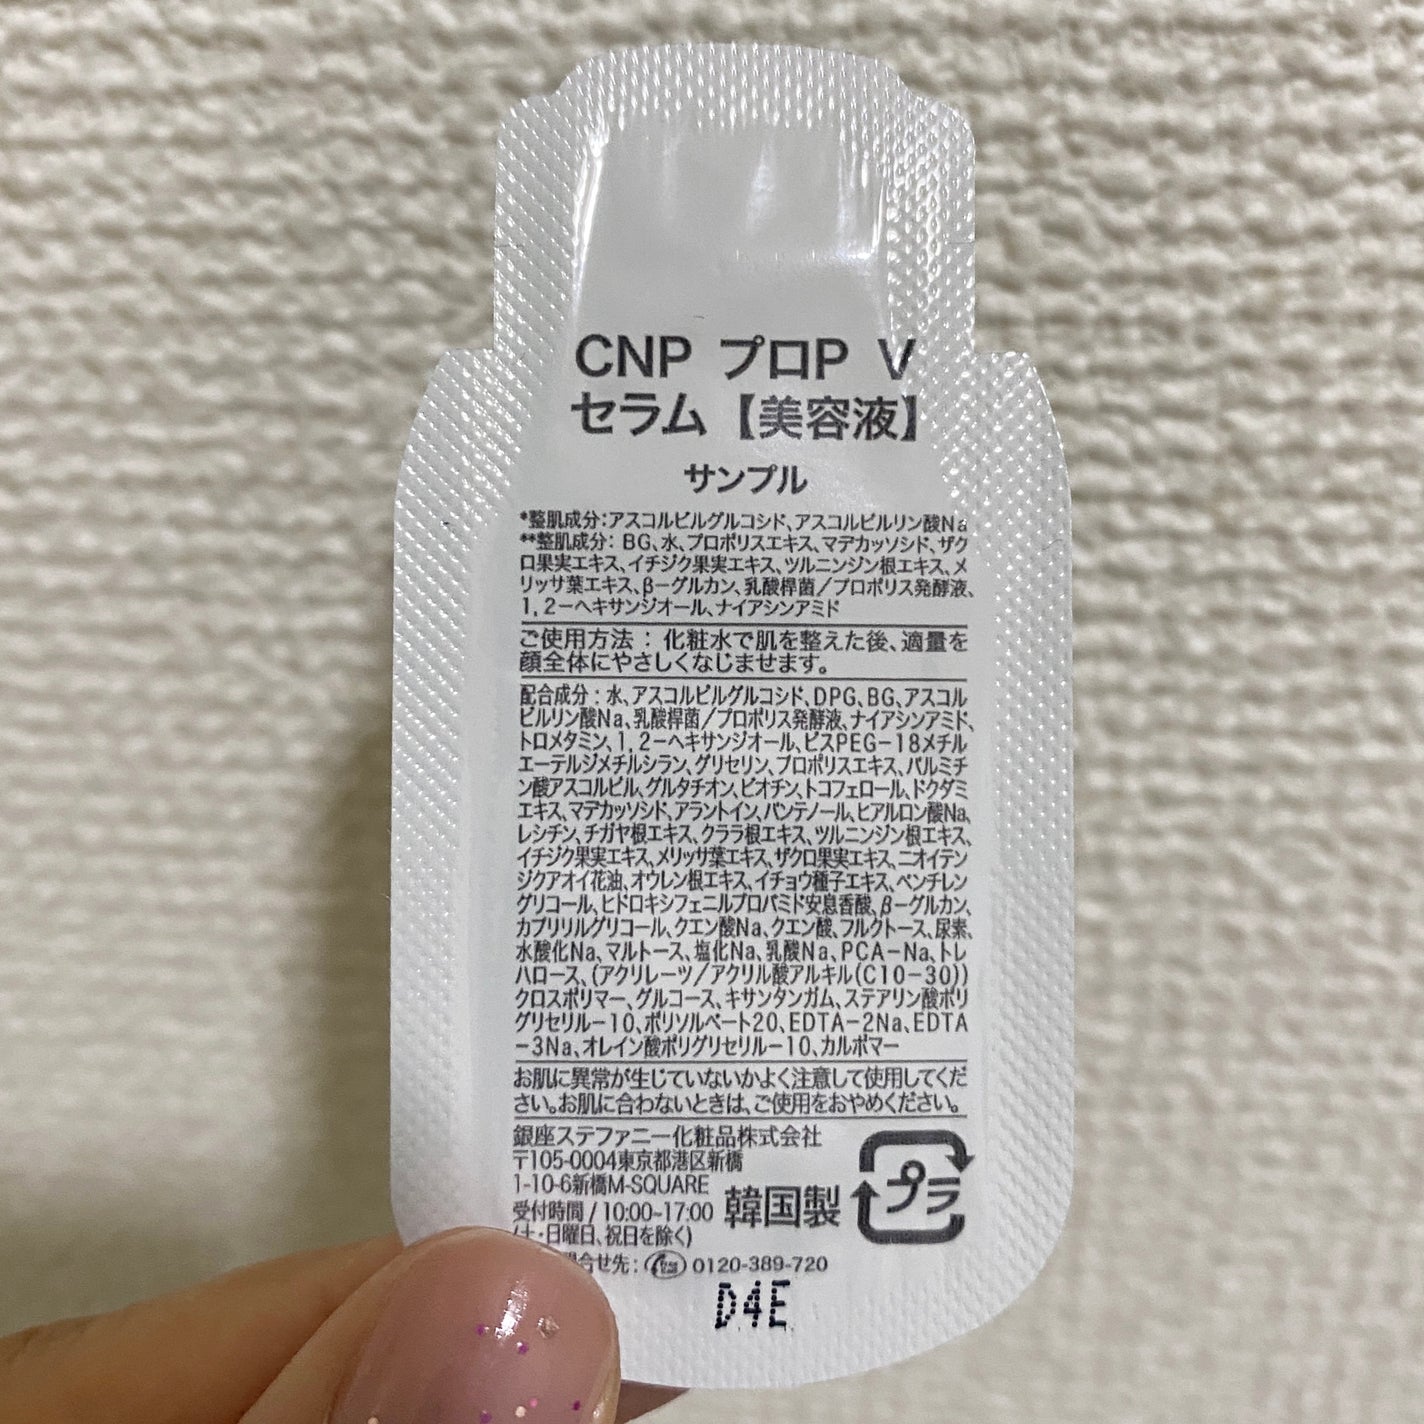 CNP プロP V
セラム【美容液】
サンプル
*整肌成分:アスコルビルグルコシド、アスコルビルリン酸Na
**整肌成分: BG、水、プロポリスエキス、マデカッソシド、ザク
ロ果実エキス、イチジク果実エキス、ツルニンジン根エキス、メ
リッサ葉エキス、β－グルカン、乳酸桿菌/プロポリス発酵液、
1, 2－ヘキサンジオール、ナイアシンアミド
ご使用方法 : 化粧水で肌を整えた後、適量を
顔全体にやさしくなじませます。
配合成分 : 水、アスコルビルグルコシド、DPG、BG、アスコル
ビルリン酸Na、乳酸桿菌/プロポリス発酵液、ナイアシンアミド、
トロメタミン、1, 2－ヘキサンジオール、ビスPEG－18メチル
エーテルジメチルシラン、グリセリン、プロポリスエキス、パルミチ
ン酸アスコルビル、グルタチオン、ビオチン、トコフェロール、ドクダミ
エキス、マデカッソシド、アラントイン、パンテノール、ヒアルロン酸Na、
レシチン、チガヤ根エキス、クララ根エキス、ツルニンジン根エキス、
イチジク果実エキス、メリッサ葉エキス、ザクロ果実エキス、ニオイテン
ジクアオイ花油、オウレン根エキス、イチョウ種子エキス、ペンチレン
グリコール、ヒドロキシフェニルプロパミド安息香酸、β－グルカン、
カプリリルグリコール、クエン酸Na、クエン酸、フルクトース、尿素、
水酸化Na、マルトース、塩化Na、乳酸Na、PCA－Na、トレ
ハロース、(アクリレーツ/アクリル酸アルキル(C10－30))
クロスポリマー、グルコース、キサンタンガム、ステアリン酸ポリ
グリセリル－10、ポリソルベート20、EDTA－2Na、EDTA
－3Na、オレイン酸ポリグリセリル－10、カルボマー
お肌に異常が生じていないかよく注意して使用してくだ
さい。お肌に合わないときは、ご使用をおやめください。
銀座ステファニー化粧品株式会社
〒105-0004東京都港区新橋
1-10-6新橋M-SQUARE
受付時間 / 10:00~17:00
(土・日曜日、祝日を除く)
韓国製
プラ
問合せ先: 0120-389-720
D4E